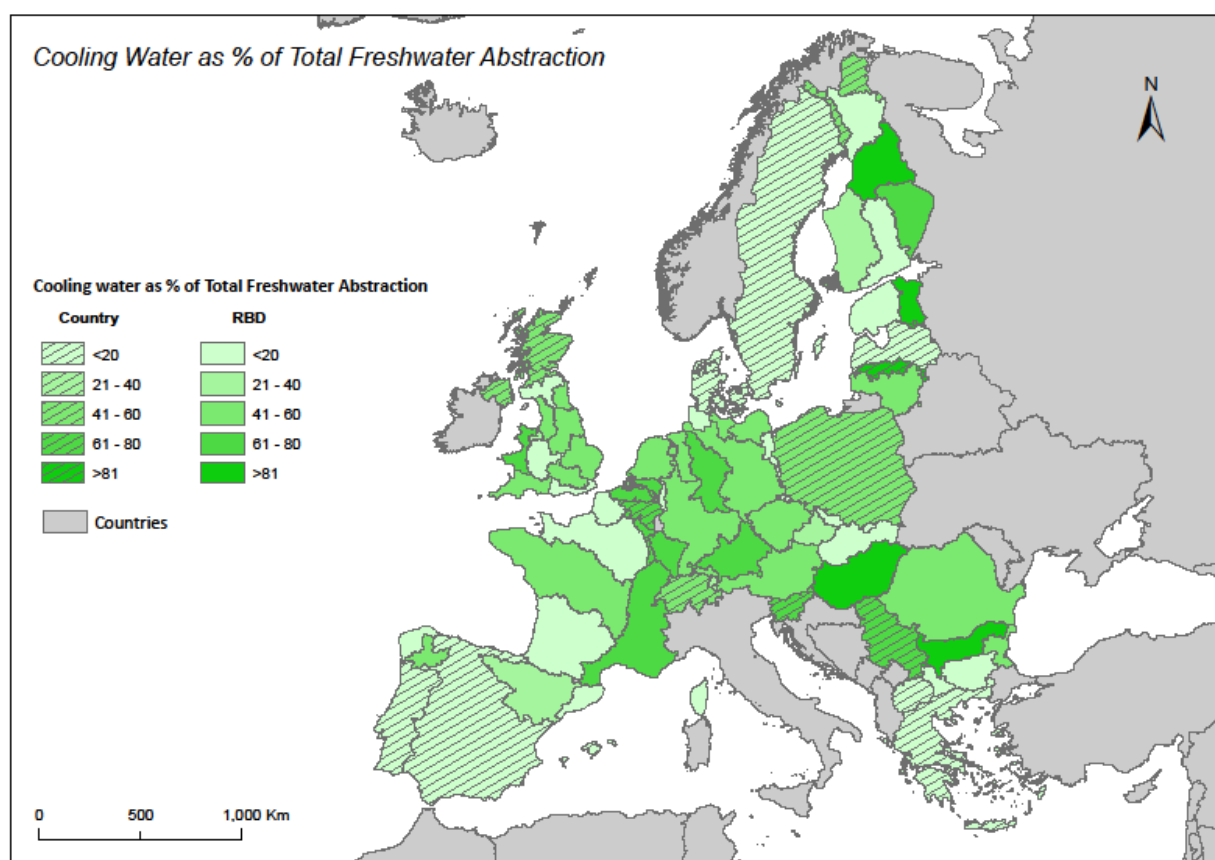 Cooling Water as % of Total Freshwater Abstraction
N
Cooling water as % of Total Freshwater Abstraction
Country RBD
<20 <20
21 - 40 21 - 40
41 - 60 41 - 60
61 - 80 61 - 80
>81 >81
Countries
0 500 1,000 Km